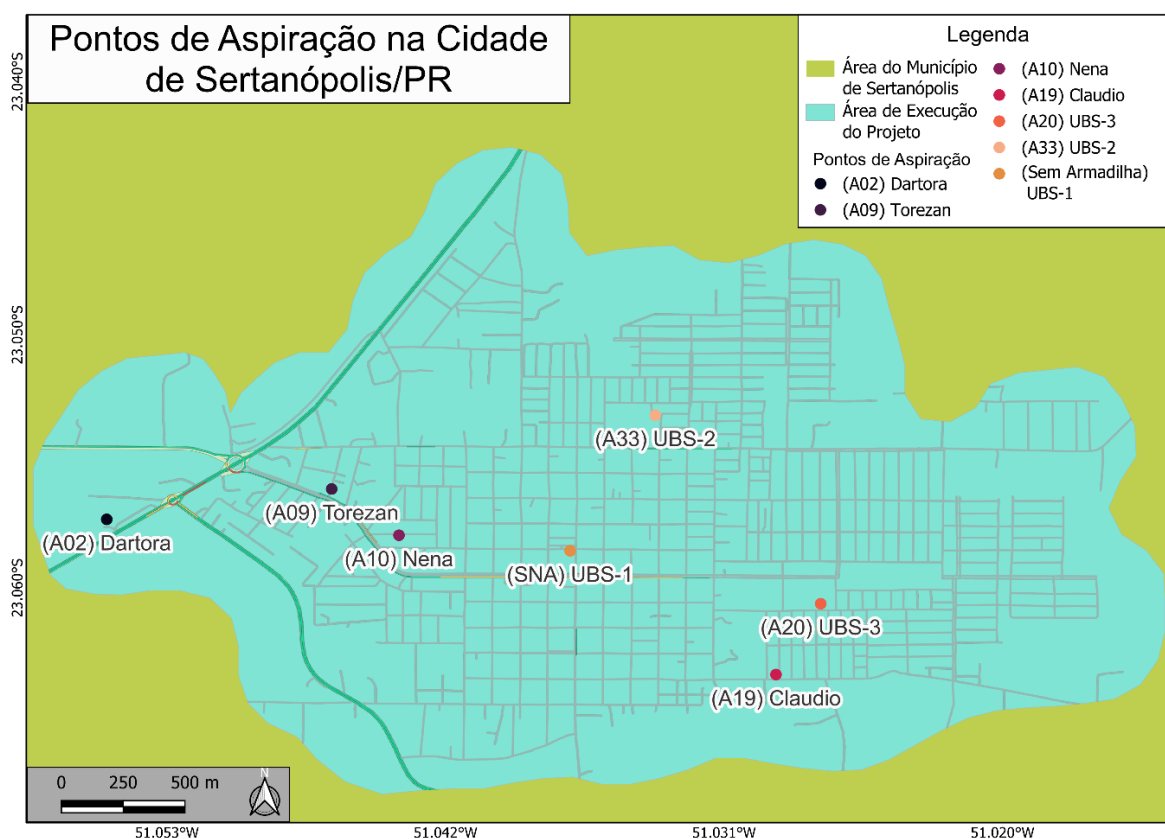 Pontos de Aspiração na Cidade
de Sertanópolis/PR
Legenda
Área do Município
de Sertanópolis
Área de Execução
do Projeto
Pontos de Aspiração
(A02) Dartora
(A09) Torezan
(A10) Nena
(A19) Claudio
(A20) UBS-3
(A33) UBS-2
(Sem Armadilha)
UBS-1
23.040°S
23.050°S
23.060°S
(A33) UBS-2
(A09) Torezan
(A02) Dartora
(A10) Nena
(SNA) UBS-1
(A20) UBS-3
(A19) Claudio
0 250 500 m
N
51.053°W 51.042°W 51.031°W 51.020°W